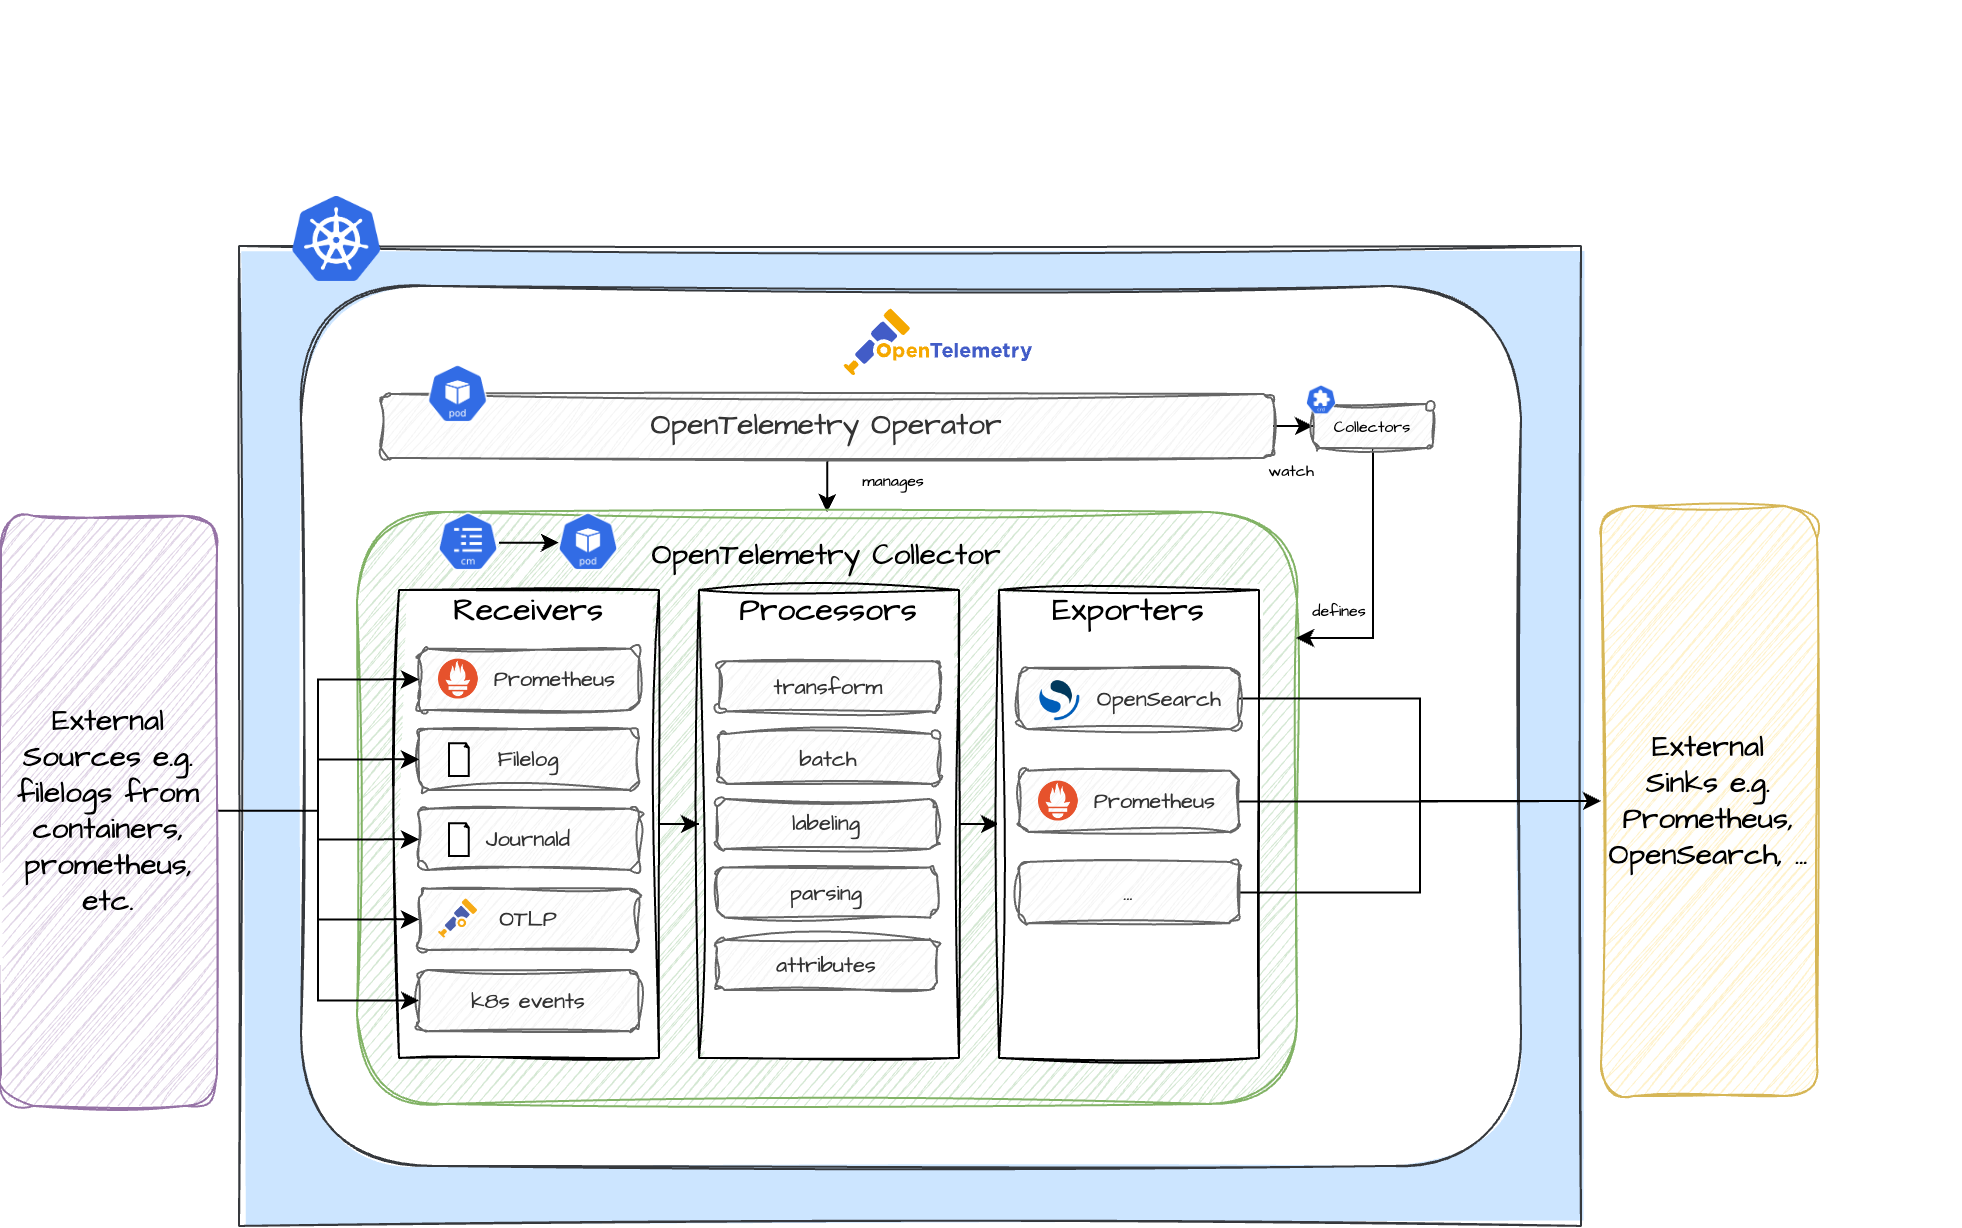 OpenTelemetry
pod
OpenTelemetry Operator
Collectors
watch
manages
cm
pod
OpenTelemetry Collector
defines
Receivers
Prometheus
Filelog
Journald
OTLP
k8s events
Processors
transform
batch
labeling
parsing
attributes
Exporters
OpenSearch
Prometheus
...
External
Sources e.g.
filelogs from
containers,
prometheus,
etc.
External
Sinks e.g.
Prometheus,
OpenSearch, ...